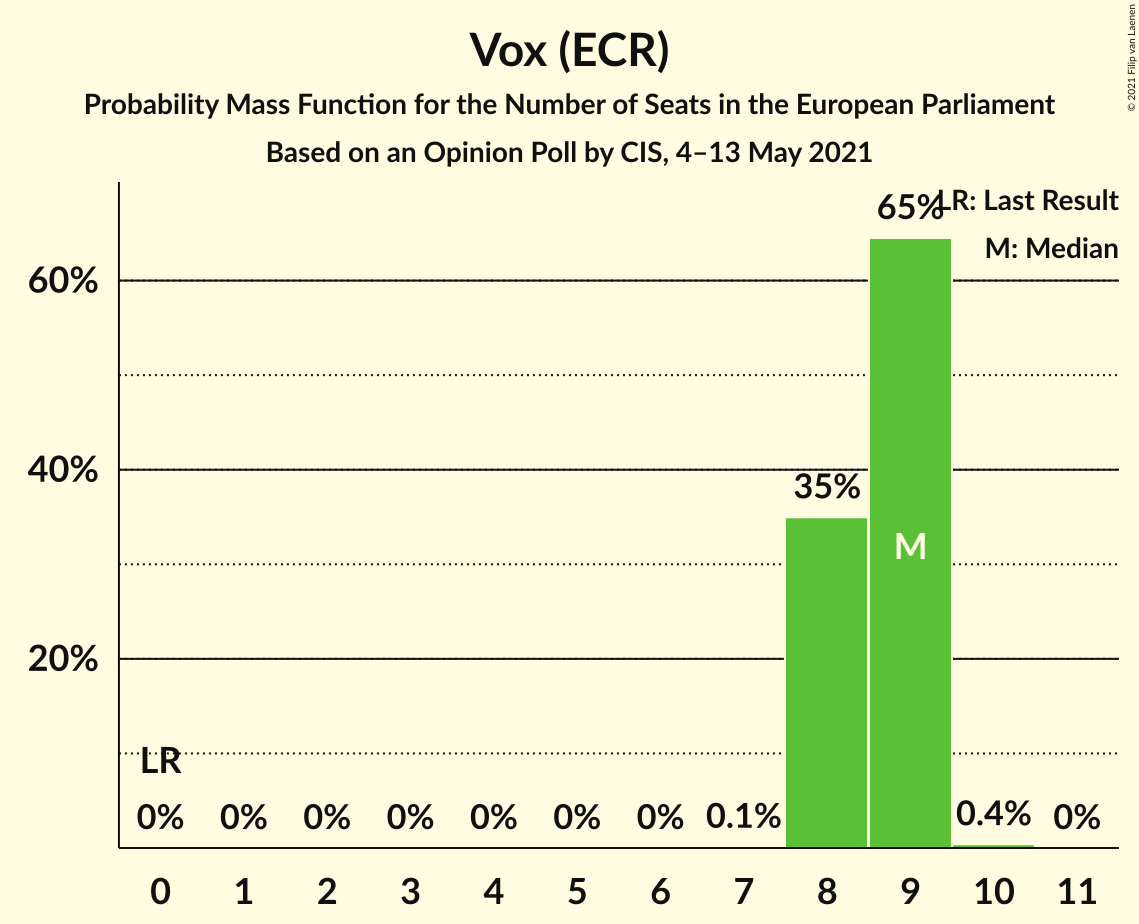 Vox (ECR)
Probability Mass Function for the Number of Seats in the European Parliament
Based on an Opinion Poll by CIS, 4–13 May 2021
© 2021 Filip van Laenen
LR: Last Result
M: Median
65%
60%
40%
35%
M
20%
LR
0% 0% 0% 0% 0% 0% 0% 0.1% 0.4% 0%
0 1 2 3 4 5 6 7 8 9 10 11